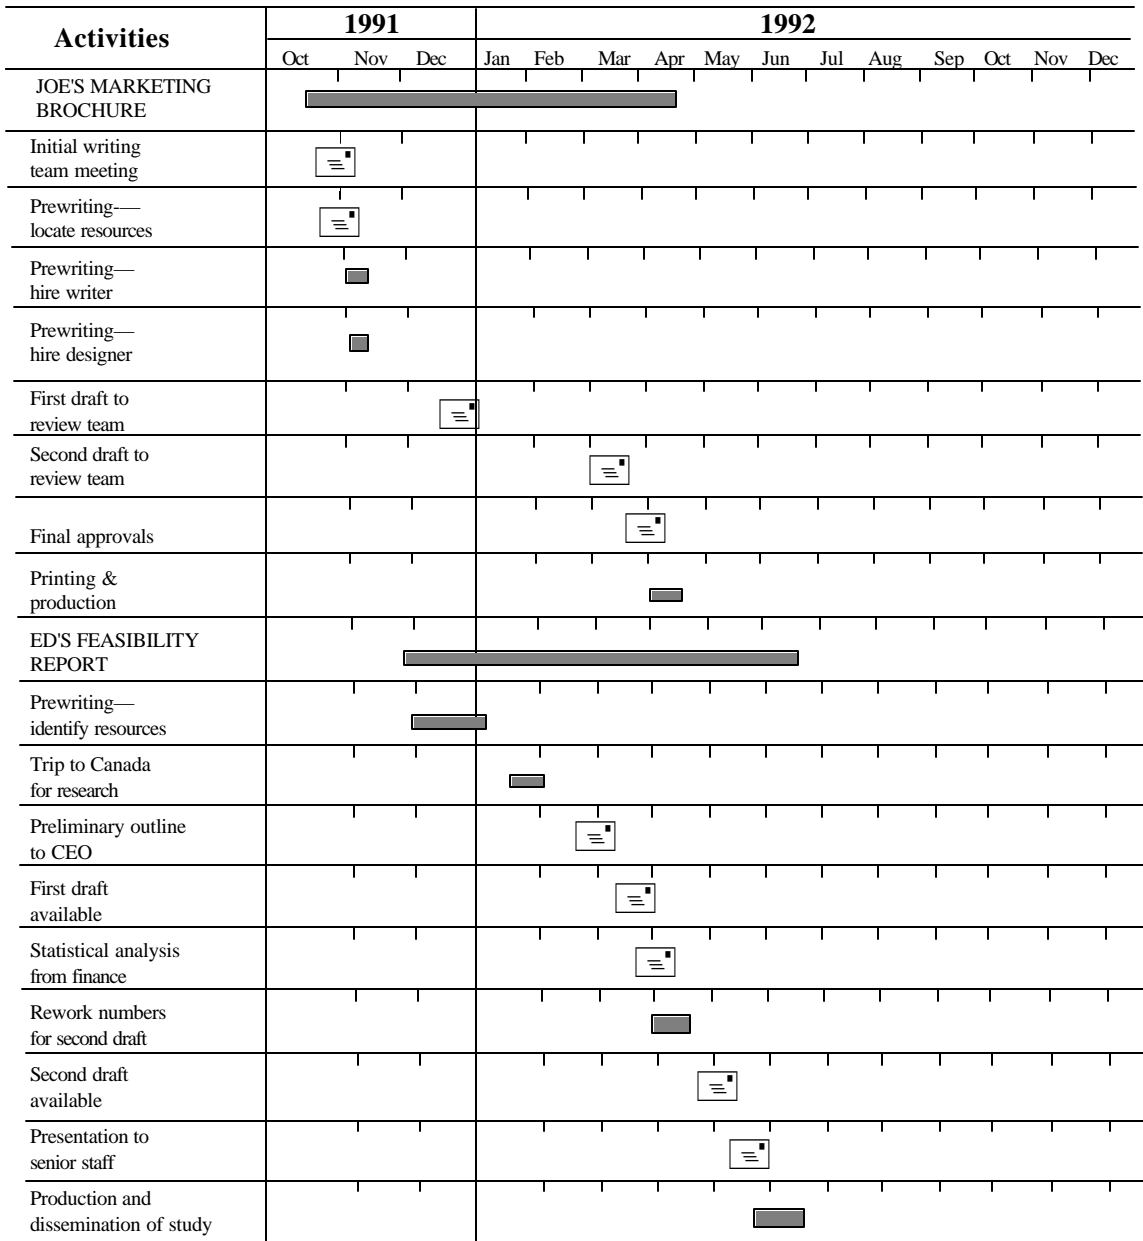 Activities
1991
1992
Oct Nov Dec Jan Feb Mar Apr May Jun Jul Aug Sep Oct Nov Dec
JOE'S MARKETING
BROCHURE
Initial writing
team meeting
Prewriting-—
locate resources
Prewriting—
hire writer
Prewriting—
hire designer
First draft to
review team
Second draft to
review team
Final approvals
Printing &
production
ED'S FEASIBILITY
REPORT
Prewriting—
identify resources
Trip to Canada
for research
Preliminary outline
to CEO
First draft
available
Statistical analysis
from finance
Rework numbers
for second draft
Second draft
available
Presentation to
senior staff
Production and
dissemination of study